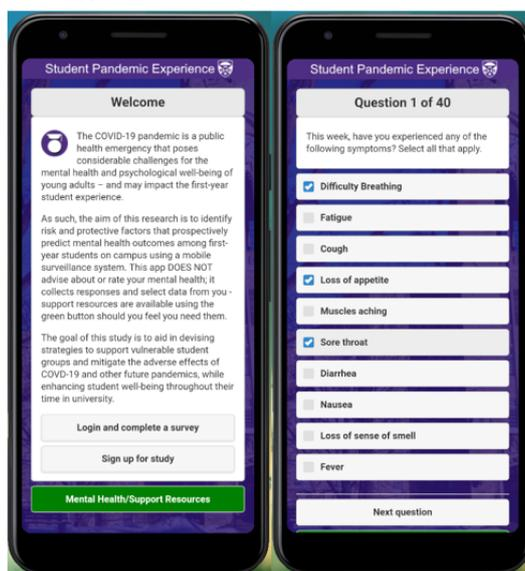 Student Pandemic Experience
Welcome
The COVID-19 pandemic is a public
health emergency that poses
considerable challenges for the
mental health and psychological well-being of
young adults – and may impact the first-year
student experience.
As such, the aim of this research is to identify
risk and protective factors that prospectively
predict mental health outcomes among first-
year students on campus using a mobile
surveillance system. This app DOES NOT
advise about or rate your mental health; it
collects responses and select data from you -
support resources are available using the
green button should you feel you need them.
The goal of this study is to aid in devising
strategies to support vulnerable student
groups and mitigate the adverse effects of
COVD-19 and other future pandemics, while
enhancing student well-being throughout their
time in university.
Login and complete a survey
Sign up for study
Mental Health/Support Resources
Student Pandemic Experience
Question 1 of 40
This week, have you experienced any of the
following symptoms? Select all that apply.
Difficulty Breathing
Fatigue
Cough
Loss of appetite
Muscles aching
Sore throat
Diarrhea
Nausea
Loss of sense of smell
Fever
Next question